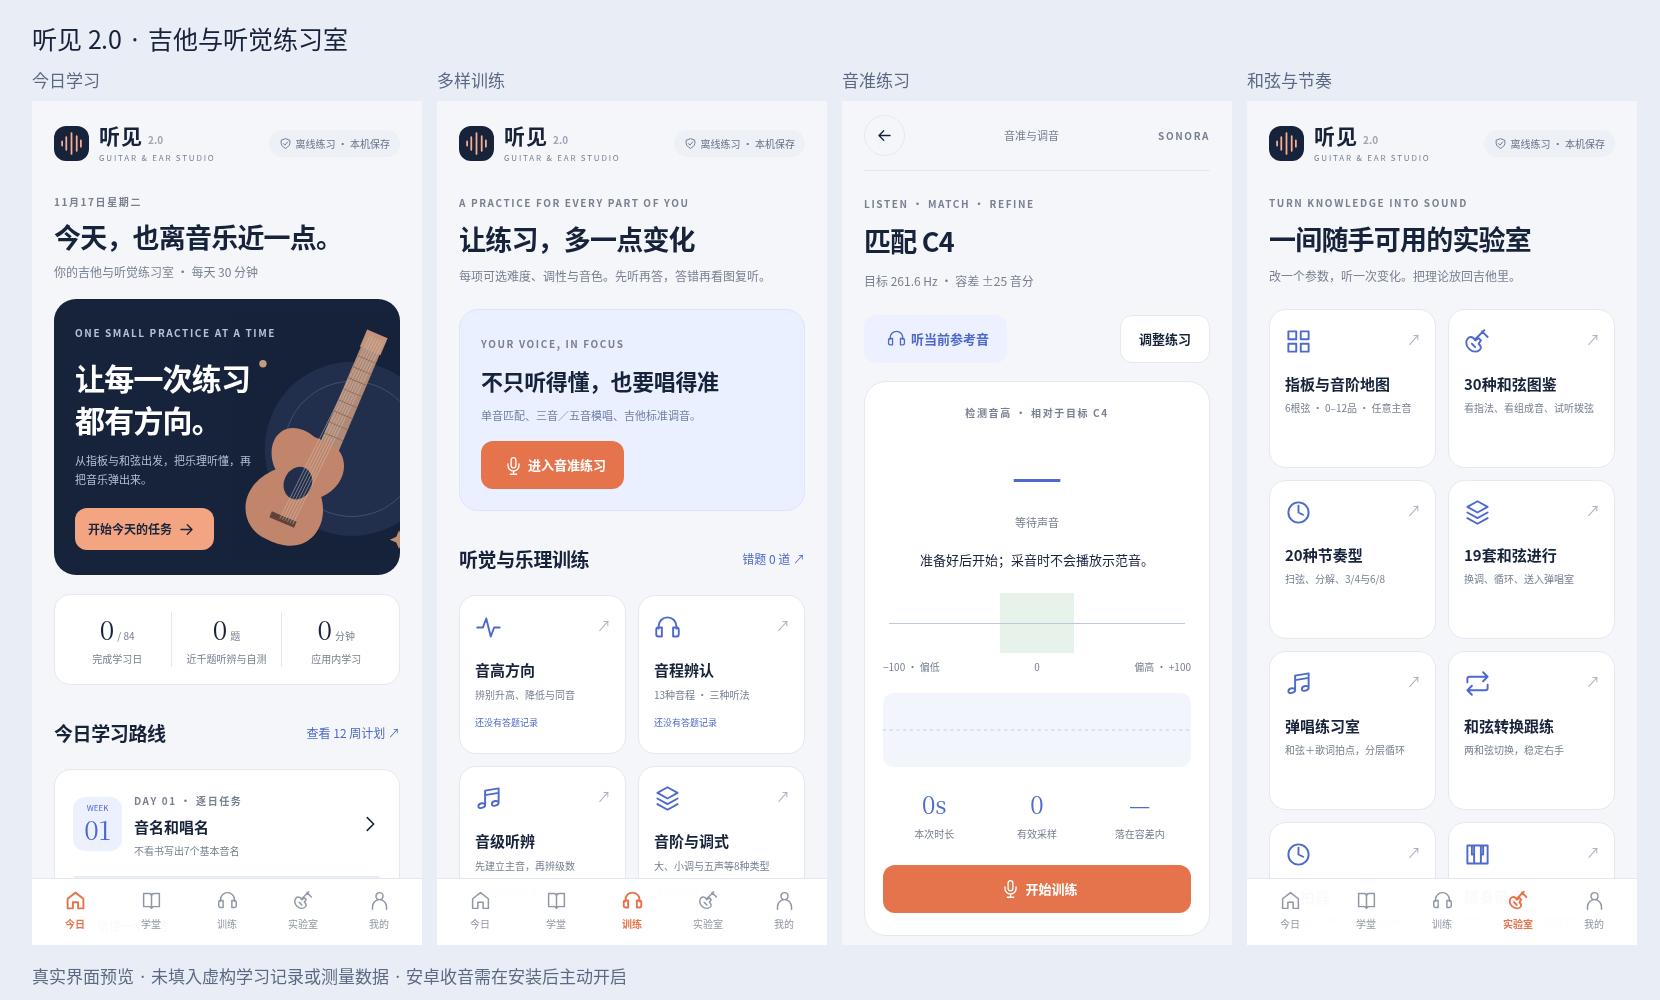 听见 2.0 · 吉他与听觉练习室
今日学习
听见 2.0
GUITAR & EAR STUDIO
离线练习 · 本机保存
11月17日星期二
今天，也离音乐近一点。
你的吉他与听觉练习室 · 每天 30 分钟
ONE SMALL PRACTICE AT A TIME
让每一次练习
都有方向。
从指板与和弦出发，把乐理听懂，再
把音乐弹出来。
开始今天的任务 →
0 / 84
完成学习日
0 题
近千题听辨与自测
0 分钟
应用内学习
今日学习路线
查看 12 周计划 ↗
WEEK
01
DAY 01 · 逐日任务
音名和唱名
不看书写出7个基本音名
今日
学堂
训练
实验室
我的
多样训练
听见 2.0
GUITAR & EAR STUDIO
离线练习 · 本机保存
A PRACTICE FOR EVERY PART OF YOU
让练习，多一点变化
每项可选难度、调性与音色。先听再答，答错再看图复听。
YOUR VOICE, IN FOCUS
不只听得懂，也要唱得准
单音匹配、三音／五音模唱、吉他标准调音。
进入音准练习
听觉与乐理训练
错题 0 道 ↗
音高方向
辨别升高、降低与同音
还没有答题记录
音程辨认
13种音程 · 三种听法
还没有答题记录
音级听辨
先建立主音，再辨级数
音阶与调式
大、小调与五声等8种类型
今日
学堂
训练
实验室
我的
音准练习
音准与调音
SONORA
LISTEN · MATCH · REFINE
匹配 C4
目标 261.6 Hz · 容差 ±25 音分
听当前参考音
调整练习
检测音高 · 相对于目标 C4
—
等待声音
准备好后开始；采音时不会播放示范音。
−100 · 偏低
0
偏高 · +100
0s
本次时长
0
有效采样
—
落在容差内
开始训练
和弦与节奏
听见 2.0
GUITAR & EAR STUDIO
离线练习 · 本机保存
TURN KNOWLEDGE INTO SOUND
一间随手可用的实验室
改一个参数，听一次变化。把理论放回吉他里。
指板与音阶地图
6根弦 · 0–12品 · 任意主音
30种和弦图鉴
看指法、看组成音、试听拨弦
20种节奏型
扫弦、分解、3/4与6/8
19套和弦进行
换调、循环、送入弹唱室
弹唱练习室
和弦＋歌词拍点，分层循环
和弦转换跟练
两和弦切换，稳定右手
今日
学堂
训练
实验室
我的
真实界面预览 · 未填入虚构学习记录或测量数据 · 安卓收音需在安装后主动开启